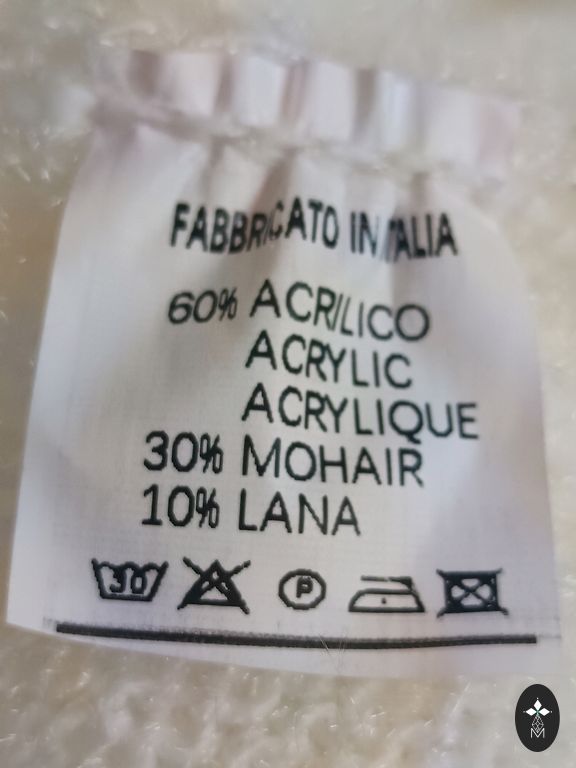 FABBRICATO IN ITALIA
60% ACRILICO
ACRYLIC
ACRYLIQUE
30% MOHAIR
10% LANA
30 P
M